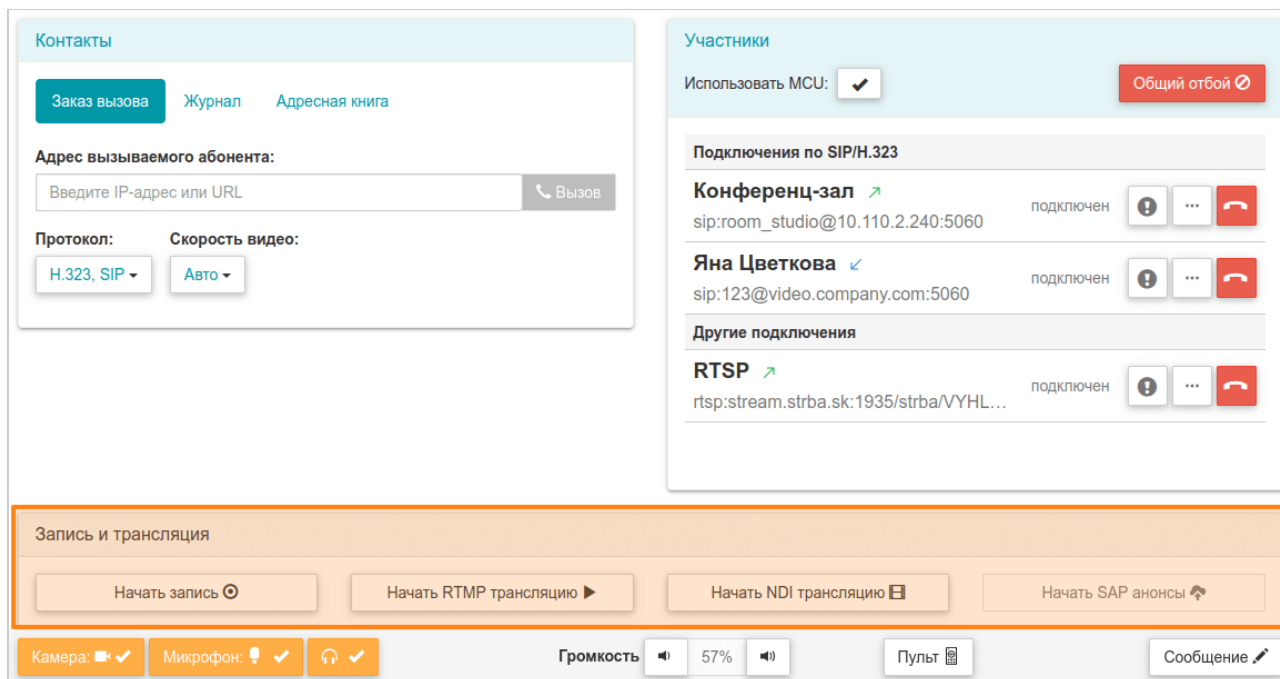 Контакты
Заказ вызова Журнал Адресная книга
Адрес вызываемого абонента:
Введите IP-адрес или URL Вызов
Протокол: Скорость видео:
H.323, SIP Авто
Участники
Использовать MCU: Общий отбой
Подключения по SIP/H.323
Конференц-зал
sip:room_studio@10.110.2.240:5060
подключен
Яна Цветкова
sip:123@video.company.com:5060
подключен
Другие подключения
RTSP
rtsp:stream.strba.sk:1935/strba/VYHL...
подключен
Запись и трансляция
Начать запись Начать RTMP трансляцию Начать NDI трансляцию Начать SAP анонсы
Камера: Микрофон: Громкость 57% Пульт Сообщение